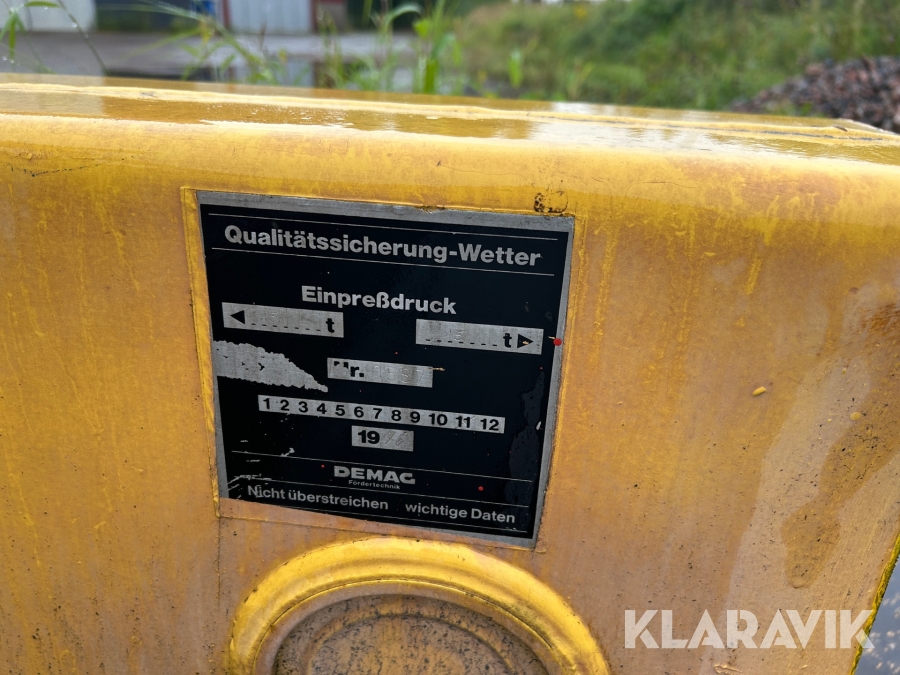 Qualitätssicherung-Wetter
Einpreßdruck
◄ t t ►
Nr.
1 2 3 4 5 6 7 8 9 10 11 12
19
DEMAG
Fördertechnik
Nicht überstreichen wichtige Daten
KLARAVIK